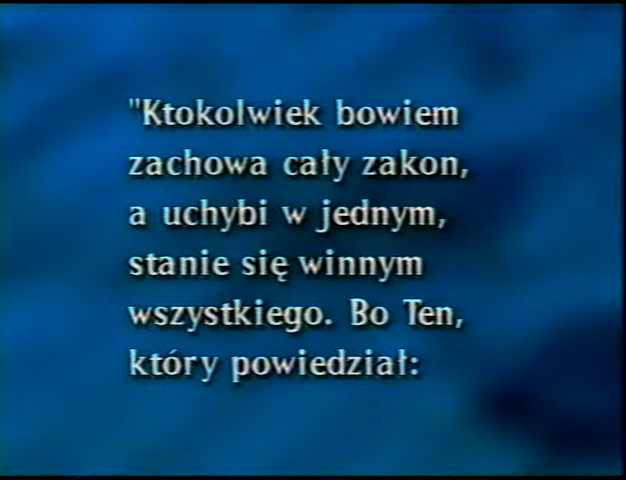 "Ktokolwiek bowiem
zachowa cały zakon,
a uchybi w jednym,
stanie się winnym
wszystkiego. Bo Ten,
który powiedział: